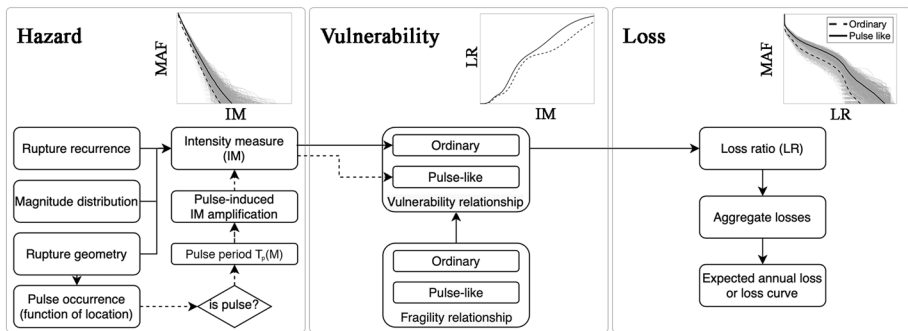 Hazard
MAF
IM
Rupture recurrence
Magnitude distribution
Rupture geometry
Pulse occurrence
(function of location)
Intensity measure
(IM)
Pulse-induced
IM amplification
Pulse period Tₚ(M)
is pulse?
Vulnerability
LR
IM
Ordinary
Pulse-like
Vulnerability relationship
Ordinary
Pulse-like
Fragility relationship
Loss
MAF
Ordinary
Pulse like
LR
Loss ratio (LR)
Aggregate losses
Expected annual loss
or loss curve